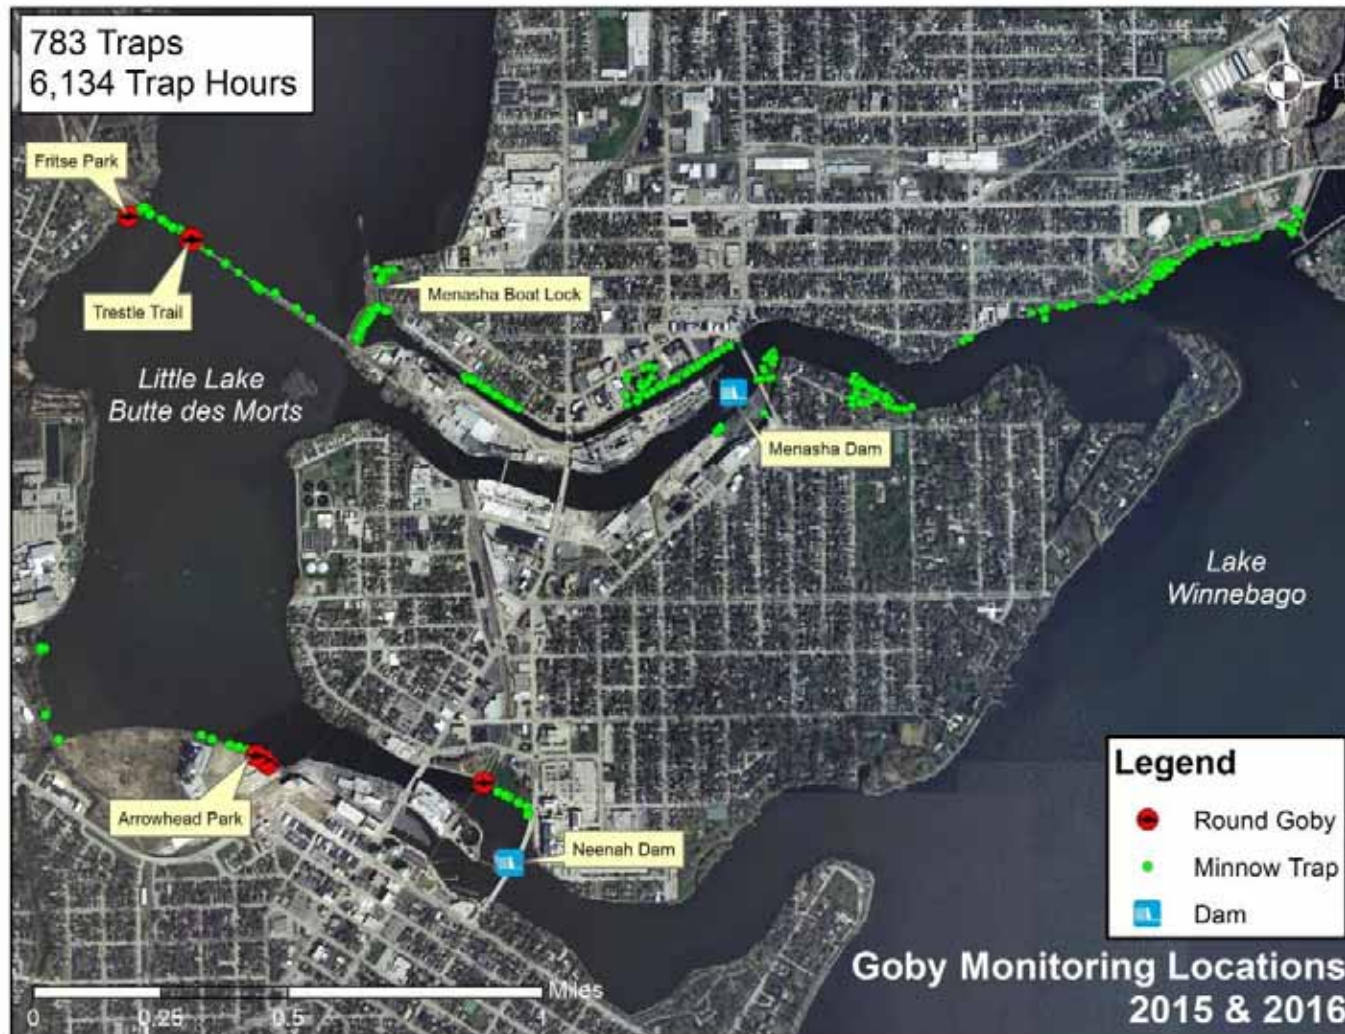 783 Traps
6,134 Trap Hours
E
Fritse Park
Trestle Trail
Menasha Boat Lock
Little Lake
Butte des Morts
Menasha Dam
Lake
Winnebago
Arrowhead Park
Neenah Dam
Legend
Round Goby
Minnow Trap
Dam
Goby Monitoring Locations
2015 & 2016
Miles
0 0.25 0.5 1